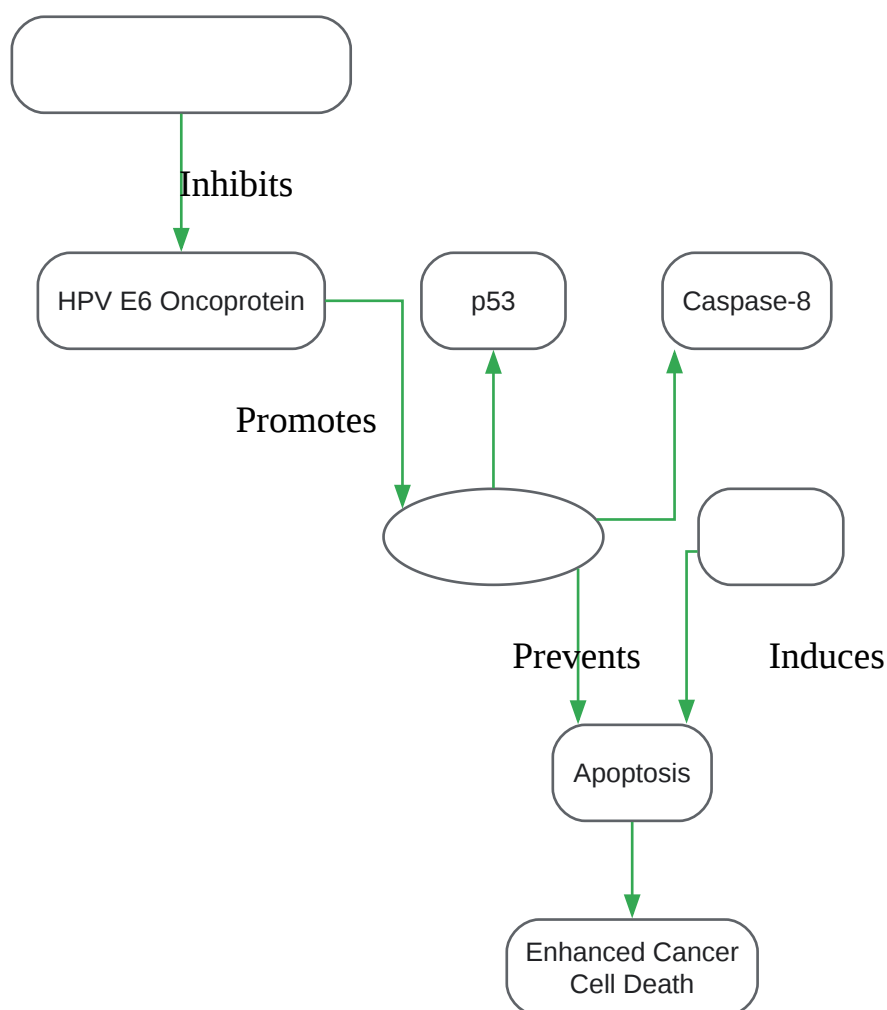 Inhibits
HPV E6 Oncoprotein
p53
Caspase-8
Promotes
Prevents
Induces
Apoptosis
Enhanced Cancer
Cell Death